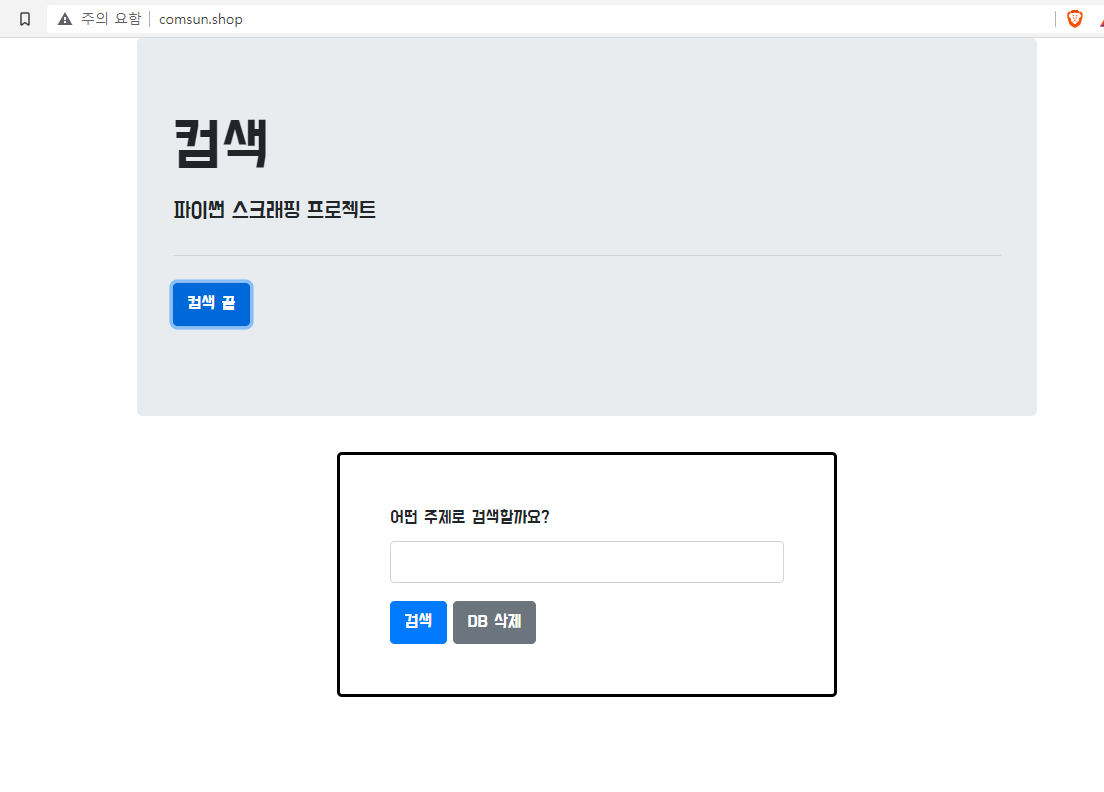 주의 요함 comsun.shop
컴색
파이썬 스크래핑 프로젝트
컴색 끝
어떤 주제로 검색할까요?
검색 DB 삭제